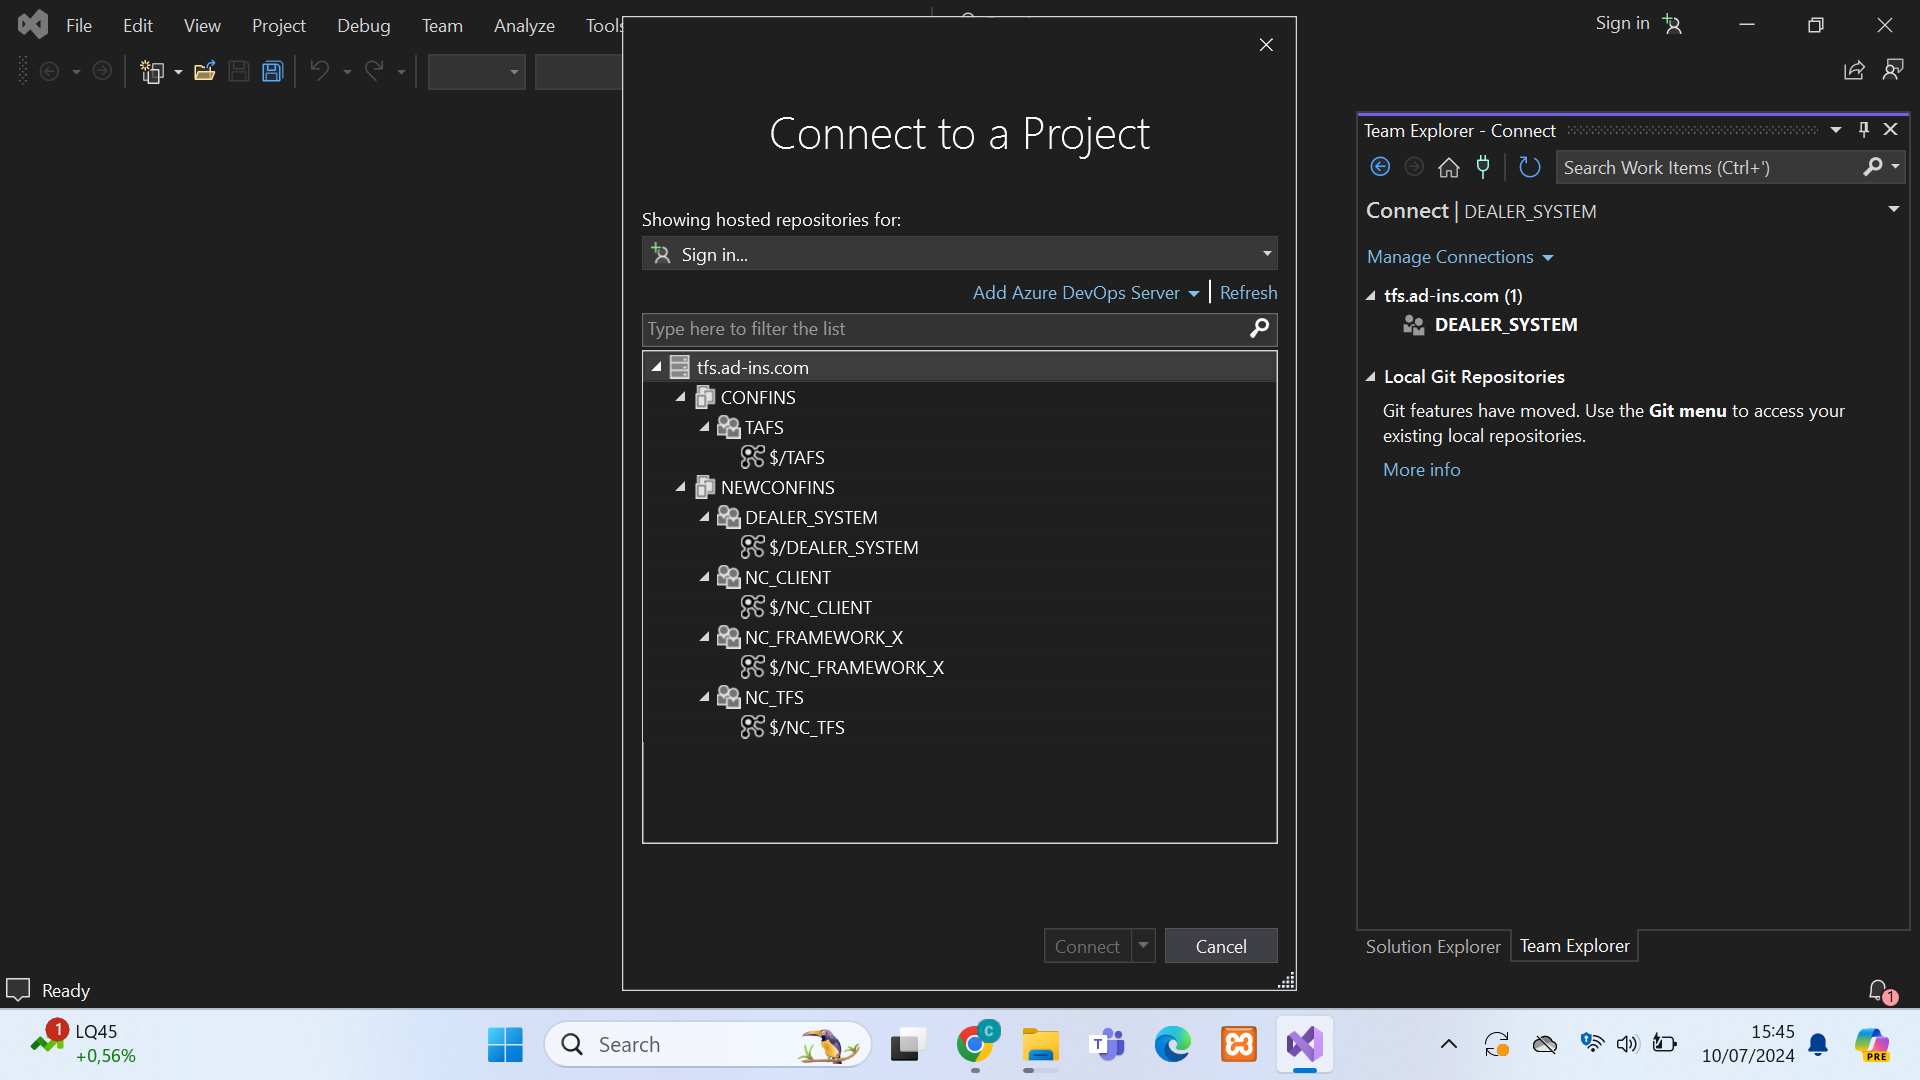 File Edit View Project Debug Team Analyze Tools
Sign in
Connect to a Project
Showing hosted repositories for:
Sign in...
Add Azure DevOps Server | Refresh
Type here to filter the list
tfs.ad-ins.com
CONFINS
TAFS
$/TAFS
NEWCONFINS
DEALER_SYSTEM
$/DEALER_SYSTEM
NC_CLIENT
$/NC_CLIENT
NC_FRAMEWORK_X
$/NC_FRAMEWORK_X
NC_TFS
$/NC_TFS
Connect Cancel
Team Explorer - Connect
Search Work Items (Ctrl+')
Connect | DEALER_SYSTEM
Manage Connections
tfs.ad-ins.com (1)
DEALER_SYSTEM
Local Git Repositories
Git features have moved. Use the Git menu to access your
existing local repositories.
More info
Solution Explorer Team Explorer
Ready
1
1 LQ45
+0,56%
Search
C
T
PRE
15:45
10/07/2024